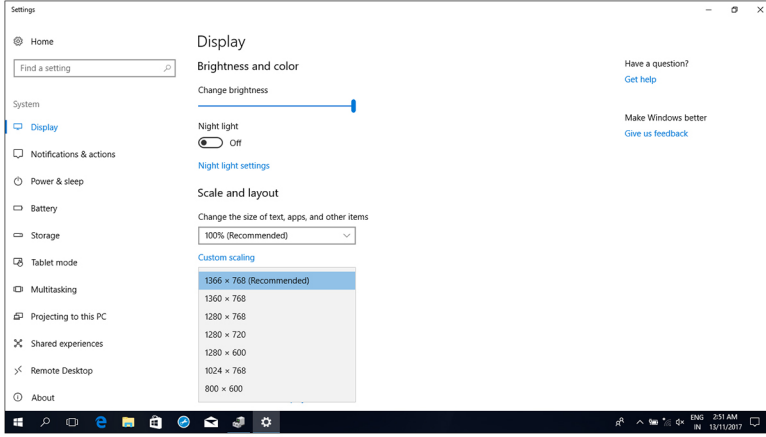 Settings
Home
Find a setting
System
Display
Notifications & actions
Power & sleep
Battery
Storage
Tablet mode
Multitasking
Projecting to this PC
Shared experiences
Remote Desktop
About
Display
Brightness and color
Change brightness
Night light
Off
Night light settings
Scale and layout
Change the size of text, apps, and other items
100% (Recommended)
Custom scaling
1366 × 768 (Recommended)
1360 × 768
1280 × 768
1280 × 720
1280 × 600
1024 × 768
800 × 600
Have a question?
Get help
Make Windows better
Give us feedback
ENG
IN
2:51 AM
13/11/2017